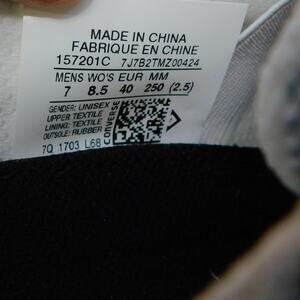 MADE IN CHINA
FABRIQUE EN CHINE
157201C 7J7B2TMZ00424
MENS WO'S EUR MM
7 8.5 40 250 (2.5)
GENDER: UNISEX
UPPER: TEXTILE
LINING: TEXTILE
OUTSOLE: RUBBER
CONVERSE
7Q 1703 L68